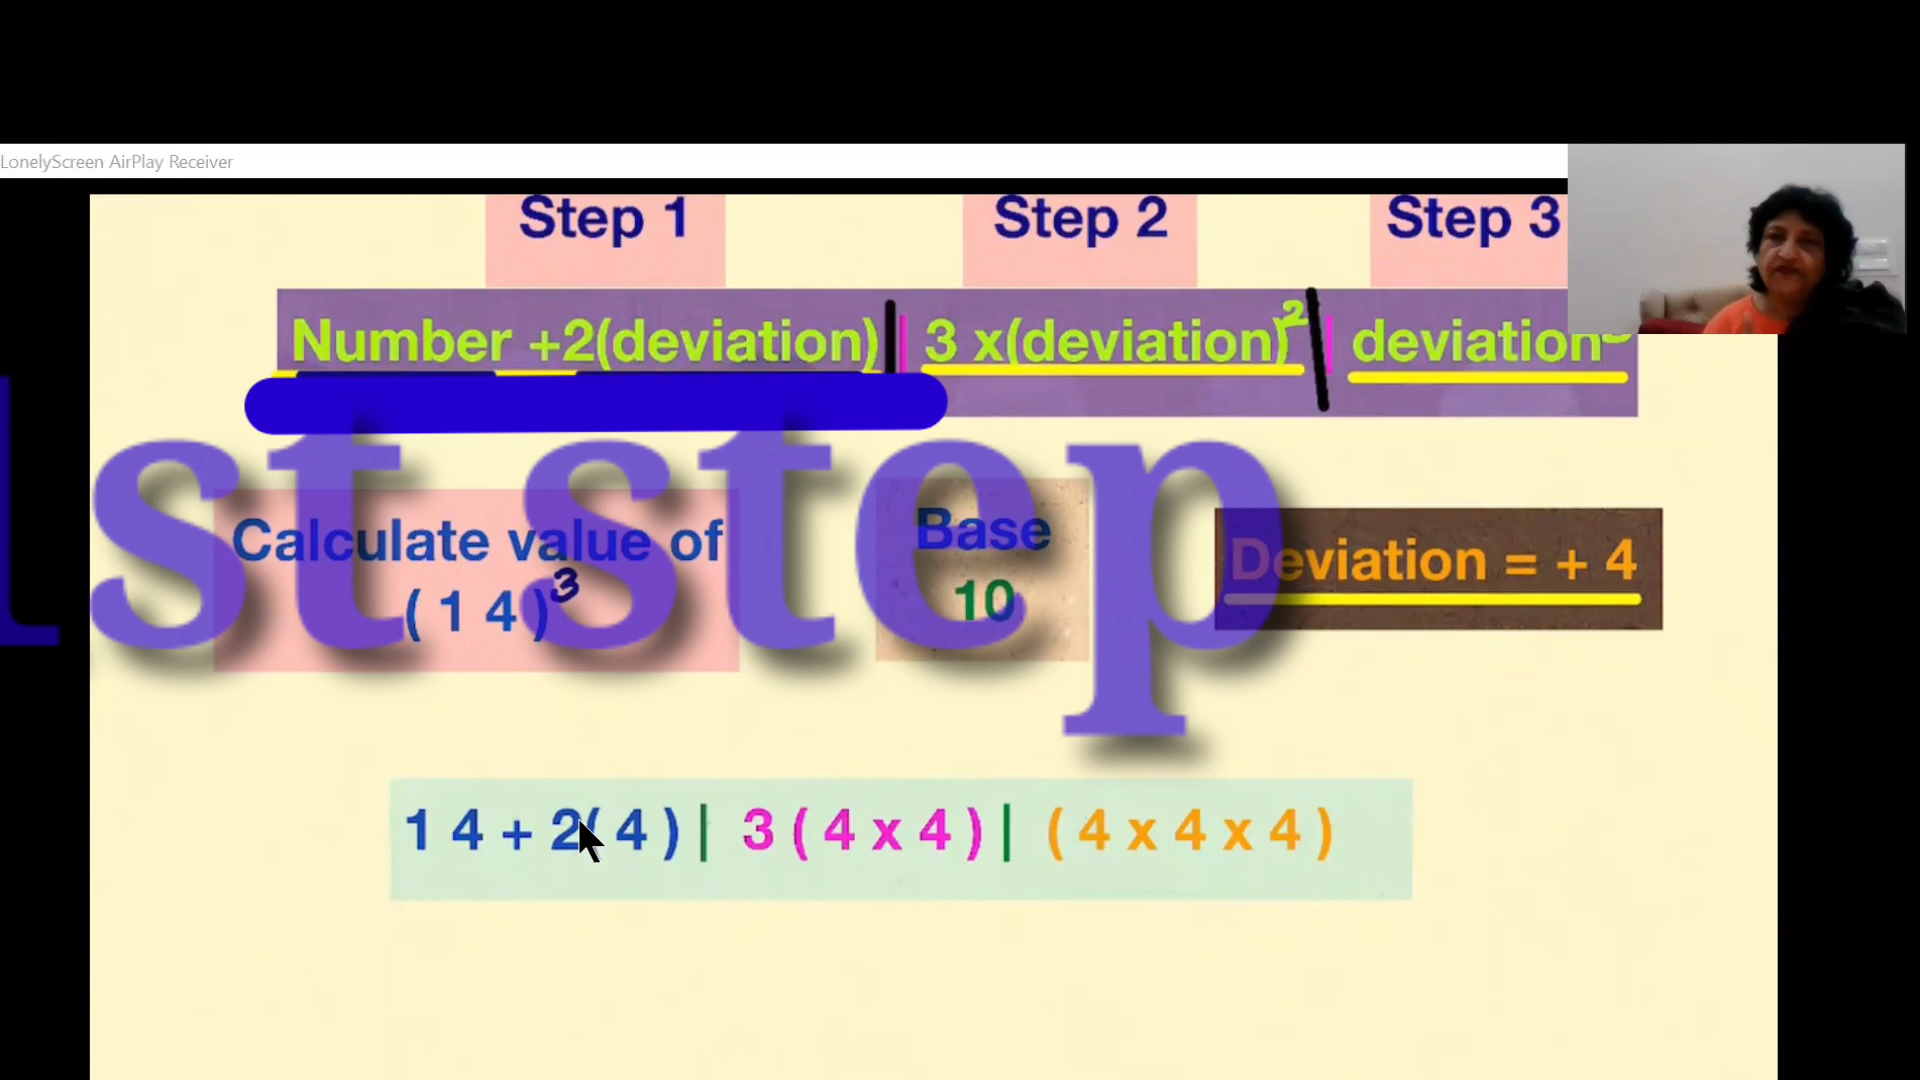 LonelyScreen AirPlay Receiver
Step 1 Step 2 Step 3
Number +2(deviation) | 3 x(deviation)² | deviation
1st step
Calculate value of
( 1 4 )³
Base
10
Deviation = + 4
1 4 + 2( 4 ) | 3 ( 4 x 4 ) | ( 4 x 4 x 4 )